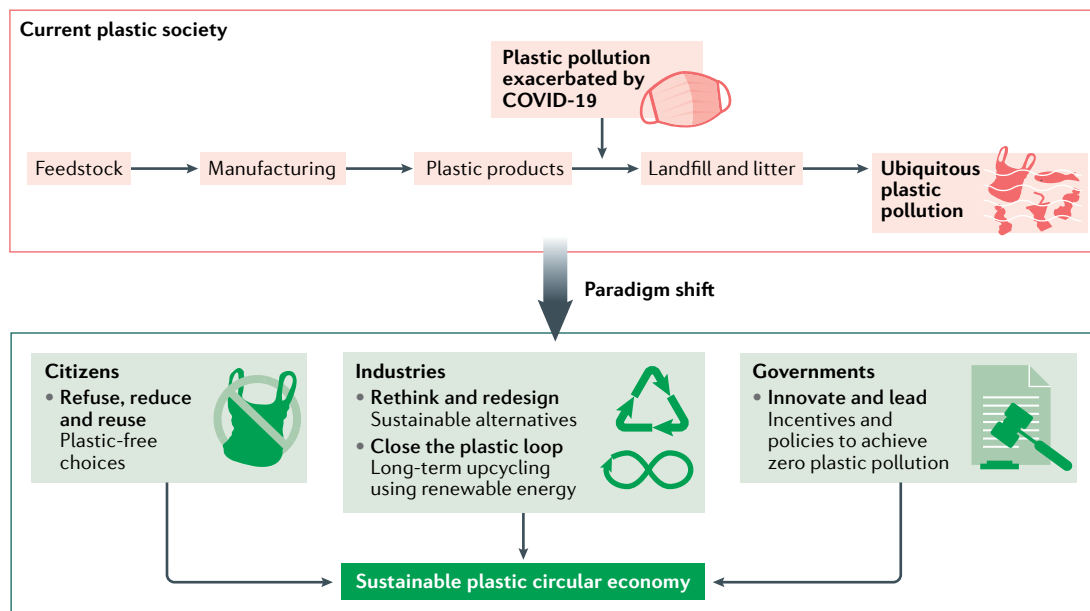 Current plastic society
Plastic pollution
exacerbated by
COVID-19
Feedstock
Manufacturing
Plastic products
Landfill and litter
Ubiquitous
plastic
pollution
Paradigm shift
Citizens
• Refuse, reduce
and reuse
Plastic-free
choices
Industries
• Rethink and redesign
Sustainable alternatives
• Close the plastic loop
Long-term upcycling
using renewable energy
Governments
• Innovate and lead
Incentives and
policies to achieve
zero plastic pollution
Sustainable plastic circular economy